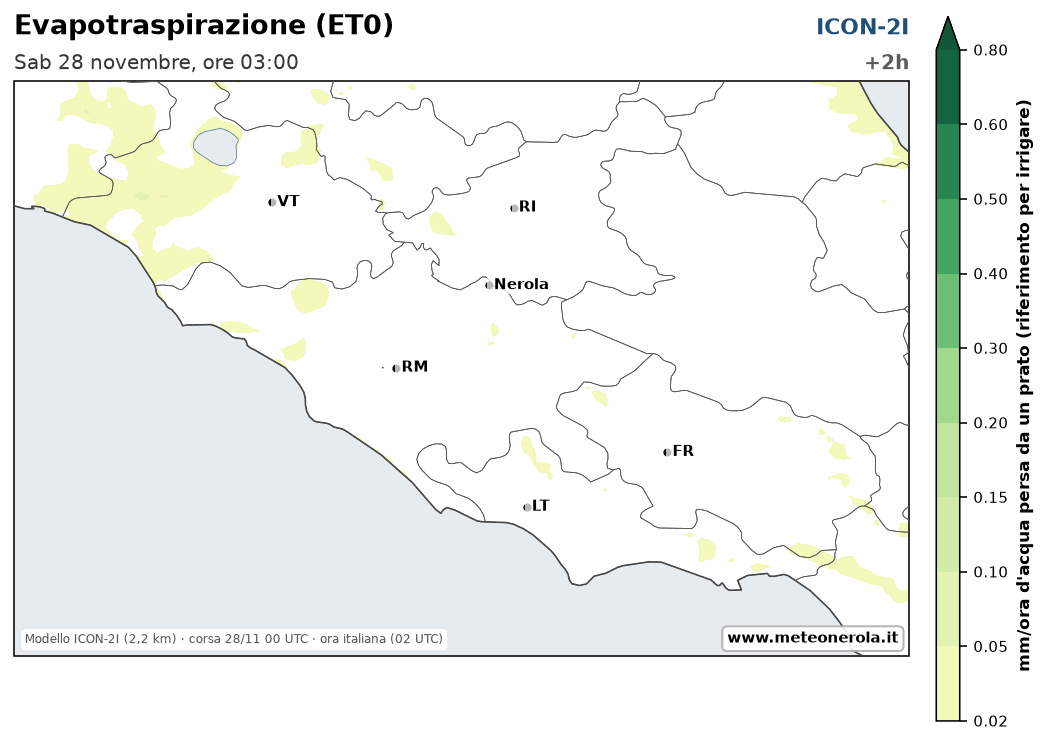 Evapotraspirazione (ET0)
ICON-2I
Sab 28 novembre, ore 03:00
+2h
VT
RI
Nerola
RM
FR
LT
Modello ICON-2I (2,2 km) · corsa 28/11 00 UTC · ora italiana (02 UTC)
www.meteonerola.it
0.80
0.60
0.50
0.40
0.30
0.20
0.15
0.10
0.05
0.02
mm/ora d'acqua persa da un prato (riferimento per irrigare)